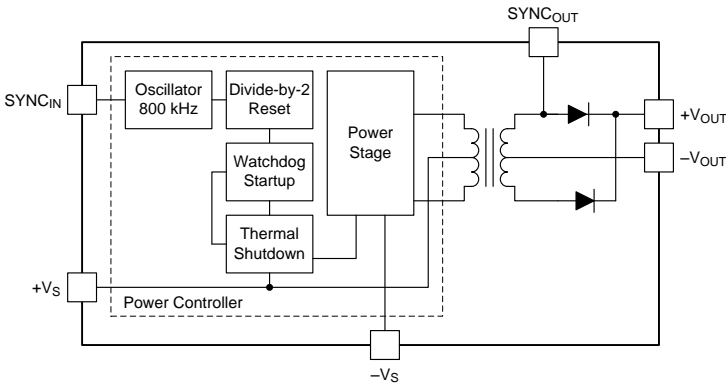 SYNCOUT
SYNCIN
Oscillator
800 kHz
Divide-by-2
Reset
Watchdog
Startup
Thermal
Shutdown
Power
Stage
+VOUT
–VOUT
+VS
Power Controller
–VS